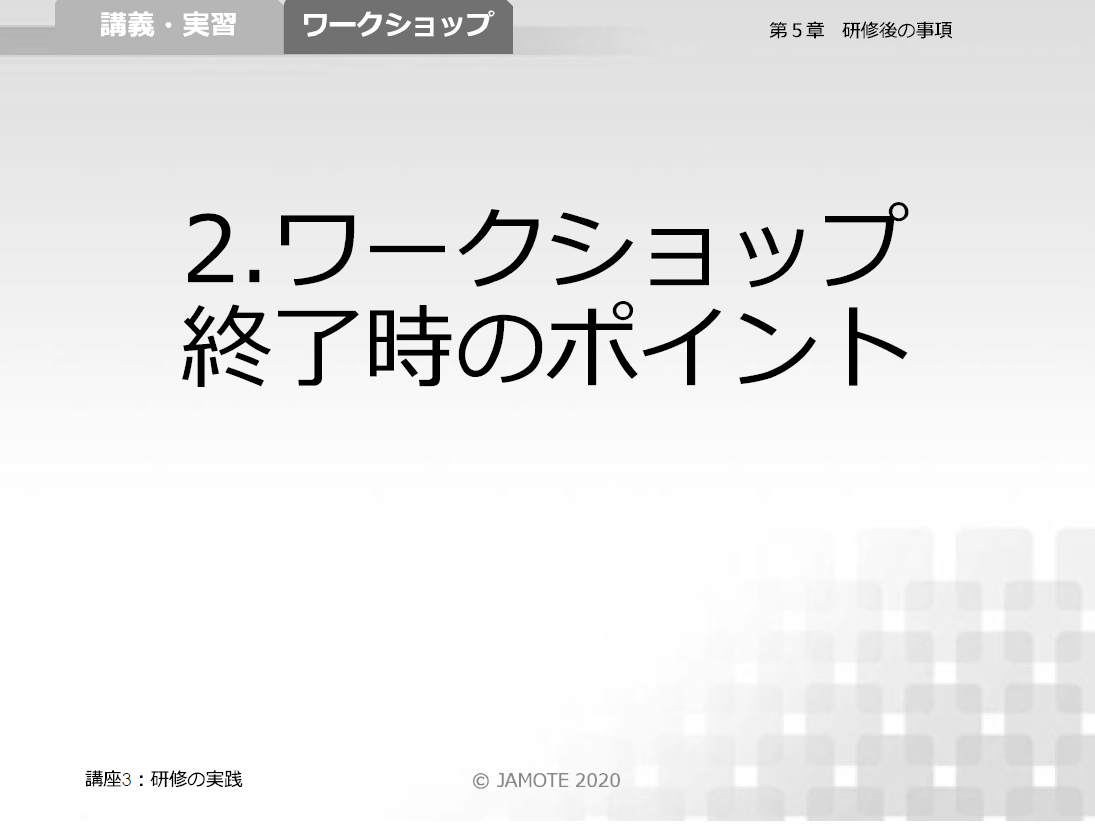 講義・実習
ワークショップ
第５章　研修後の事項
2.ワークショップ
終了時のポイント
講座3：研修の実践
© JAMOTE 2020